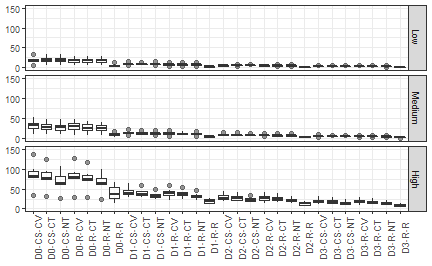 150
100
50
0
Low
150
100
50
0
Medium
150
100
50
0
High
D0-CS-CV
D0-CS-CT
D0-CS-NT
D0-R-CV
D0-R-CT
D0-R-NT
D0-R-R
D1-CS-CV
D1-CS-CT
D1-CS-NT
D1-R-CV
D1-R-CT
D1-R-NT
D1-R-R
D2-CS-CV
D2-CS-CT
D2-CS-NT
D2-R-CV
D2-R-CT
D2-R-NT
D2-R-R
D3-CS-CV
D3-CS-CT
D3-CS-NT
D3-R-CV
D3-R-CT
D3-R-NT
D3-R-R